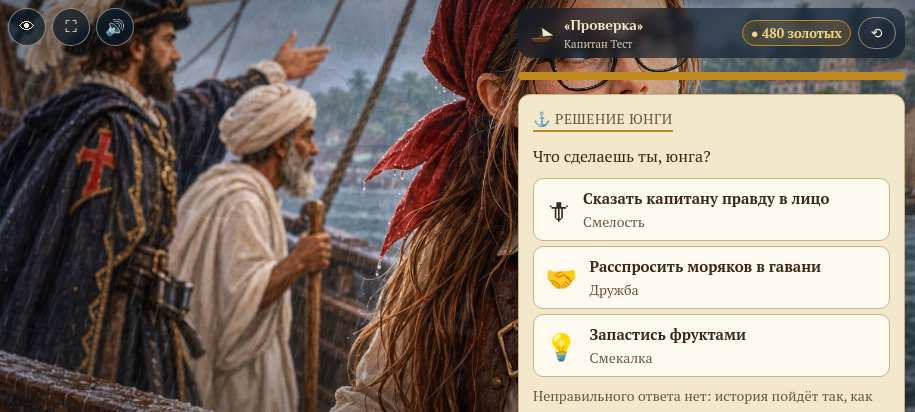 «Проверка»
Капитан Тест
● 480 золотых
РЕШЕНИЕ ЮНГИ
Что сделаешь ты, юнга?
Сказать капитану правду в лицо
Смелость
Расспросить моряков в гавани
Дружба
Запастись фруктами
Смекалка
Неправильного ответа нет: история пойдёт так, как